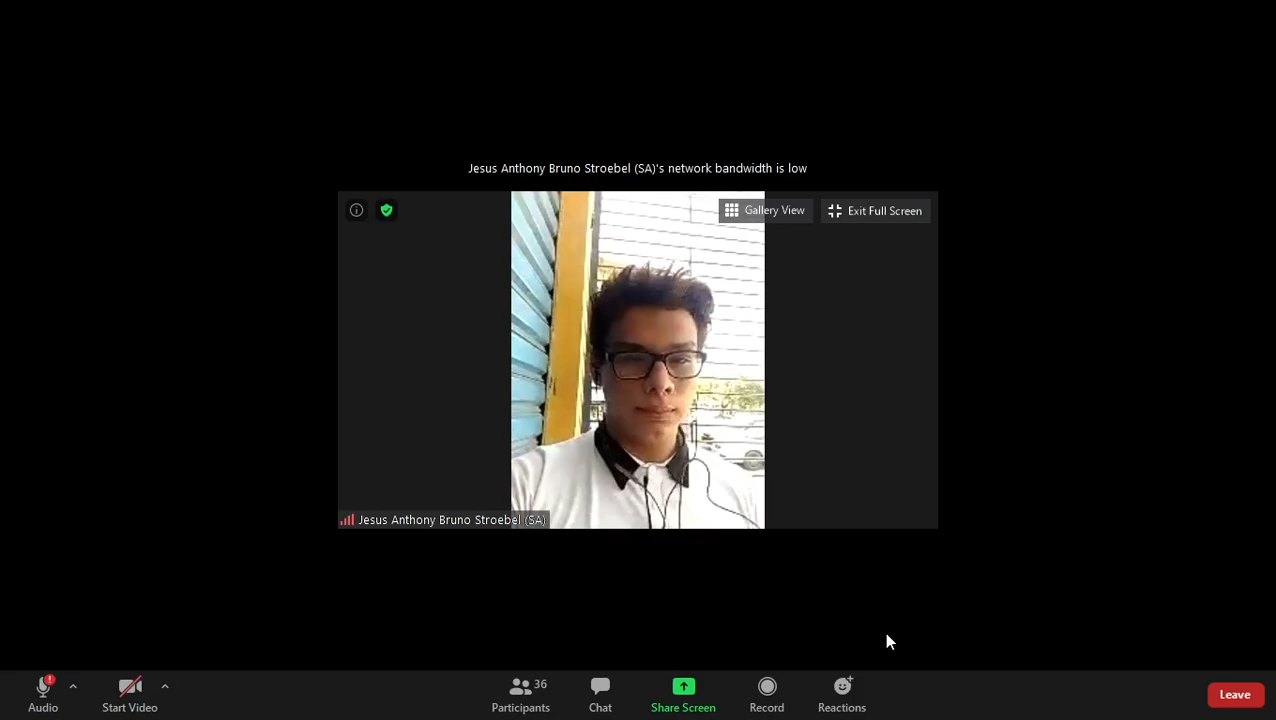 Jesus Anthony Bruno Stroebel (SA)'s network bandwidth is low
Gallery View
Exit Full Screen
Jesus Anthony Bruno Stroebel (SA)
36
Audio
Start Video
Participants
Chat
Share Screen
Record
Reactions
Leave